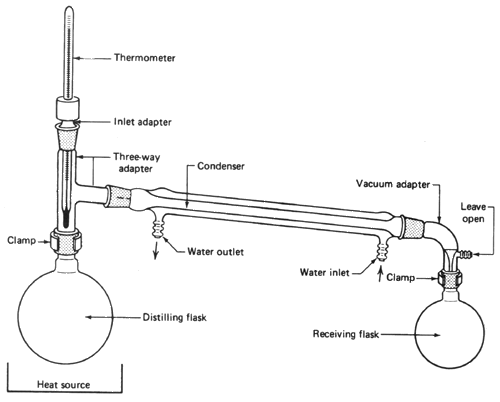 Thermometer
Inlet adapter
Three-way
adapter
Condenser
Vacuum adapter
Leave
open
Clamp
Water outlet
Water inlet
Clamp
Distilling flask
Receiving flask
Heat source